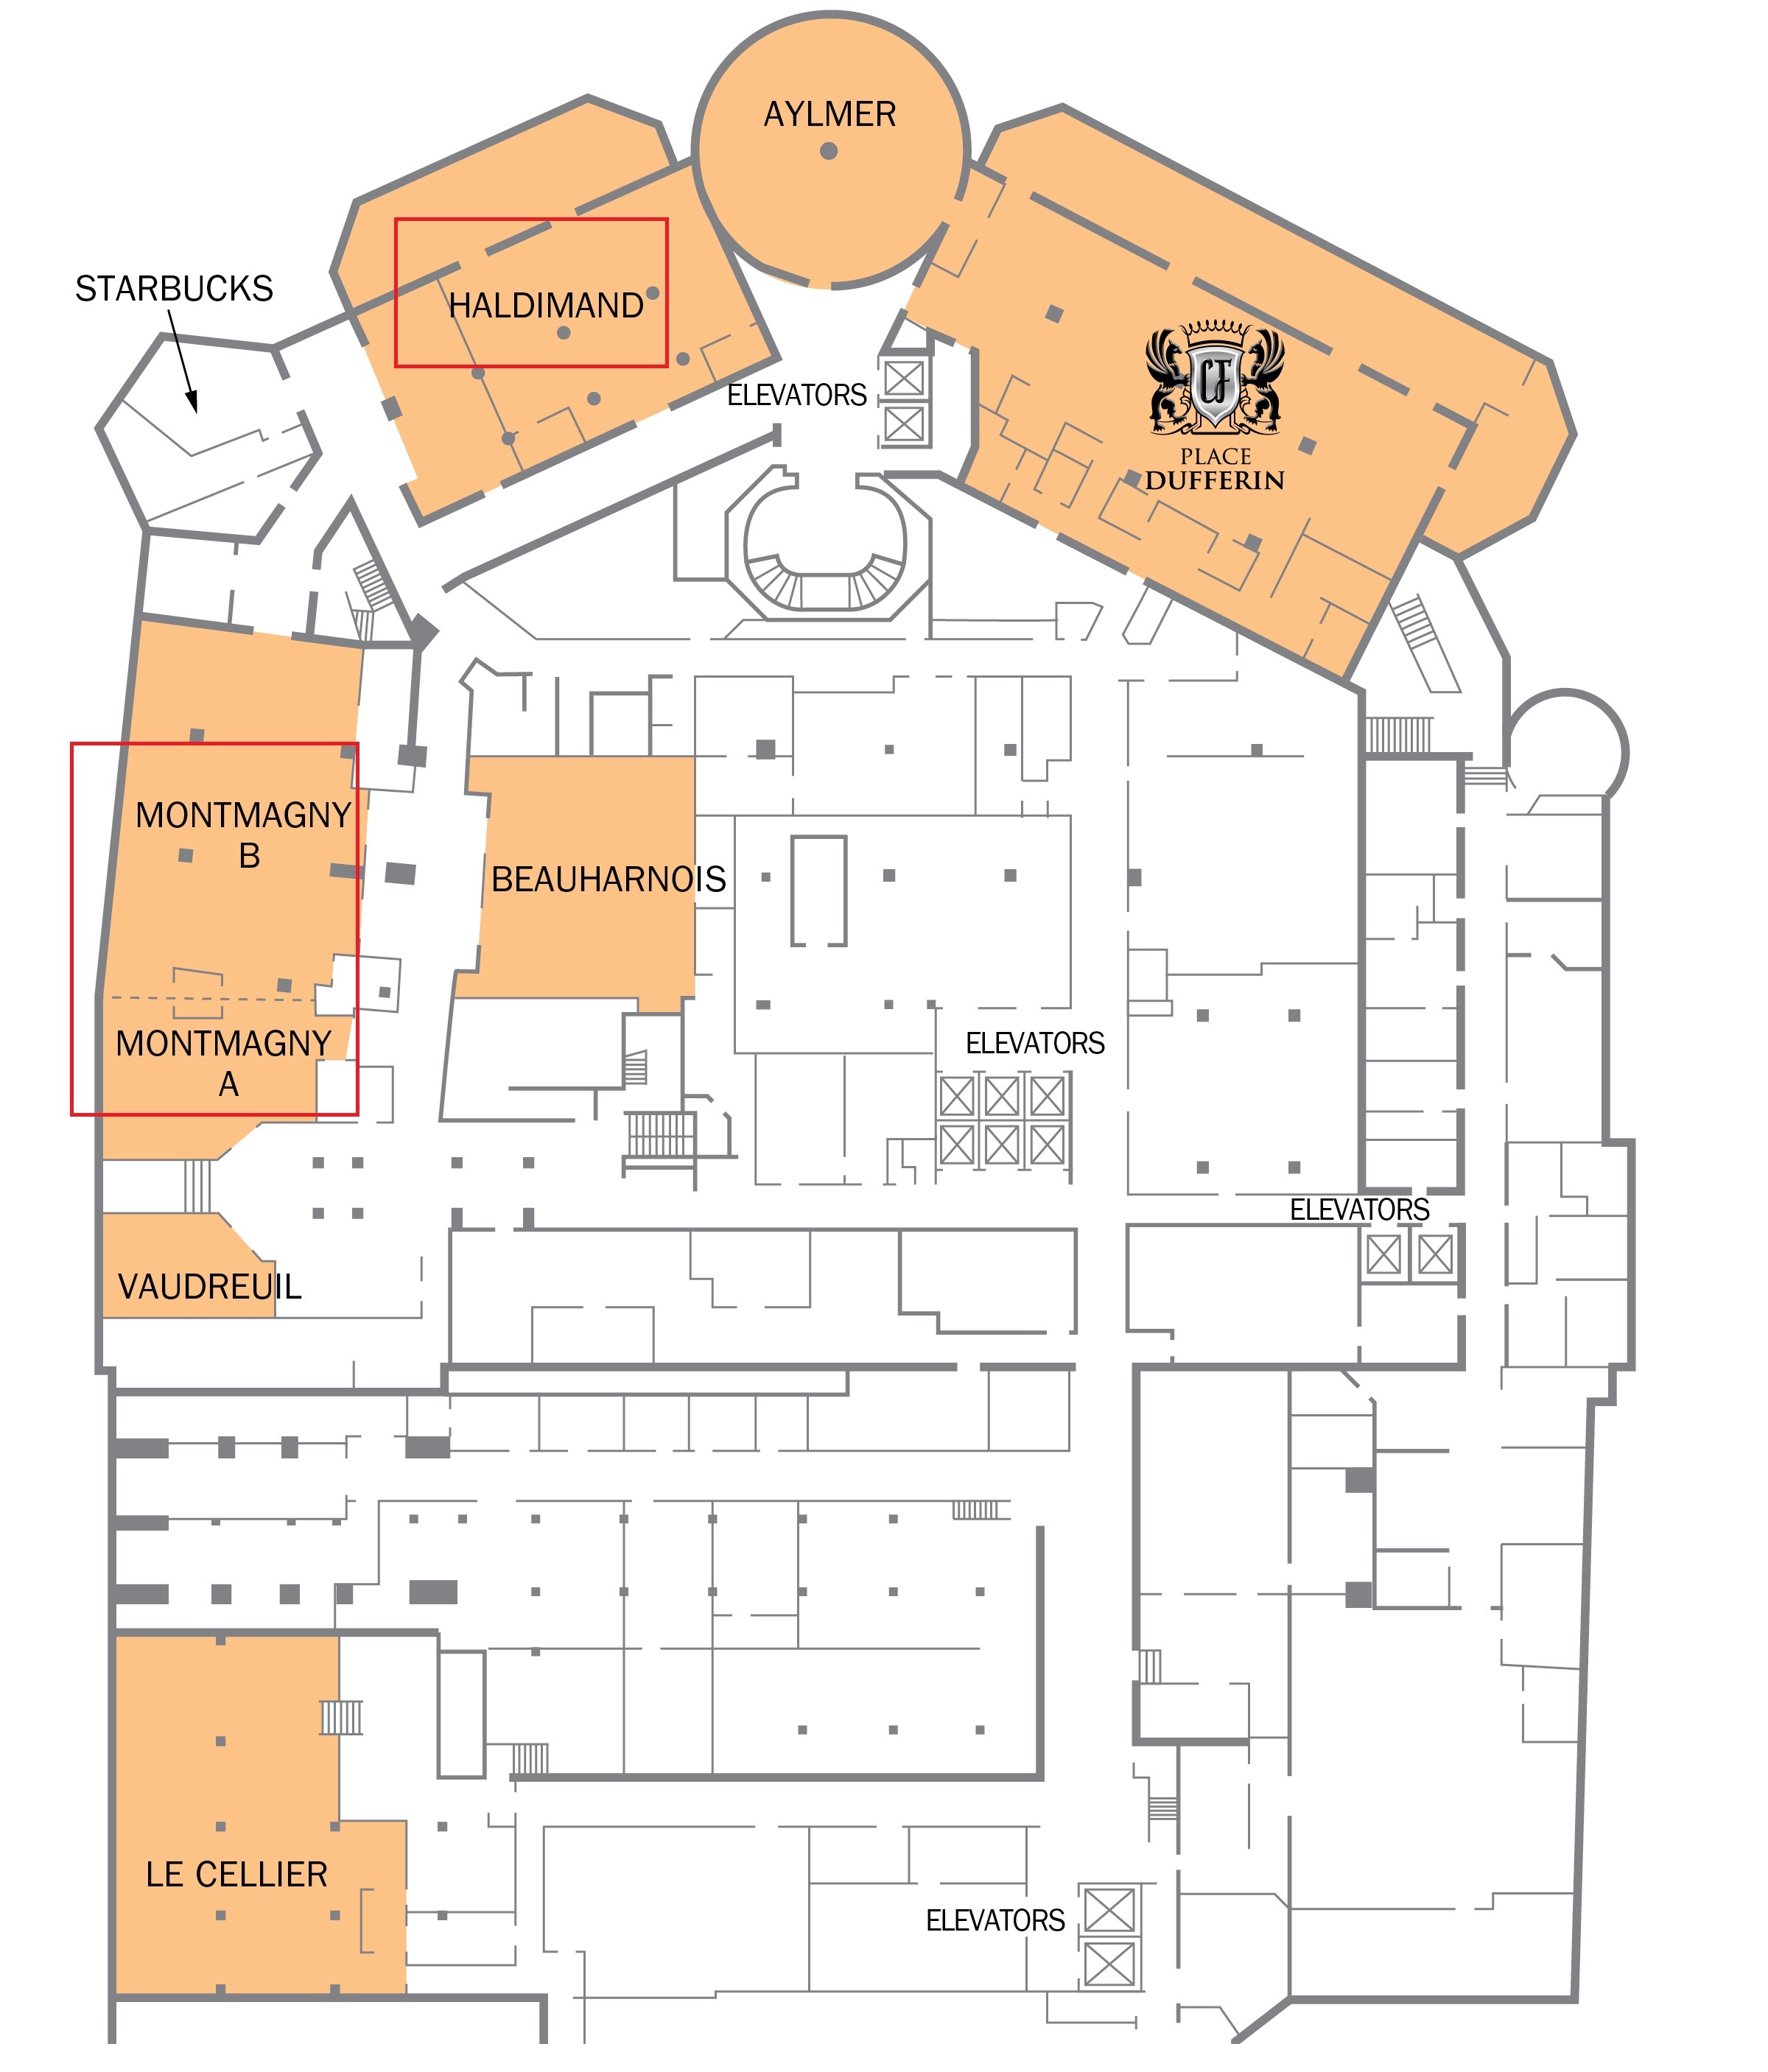 AYLMER
STARBUCKS
HALDIMAND
ELEVATORS
CF
PLACE
DUFFERIN
MONTMAGNY
B
BEAUHARNOIS
MONTMAGNY
A
ELEVATORS
ELEVATORS
VAUDREUIL
LE CELLIER
ELEVATORS